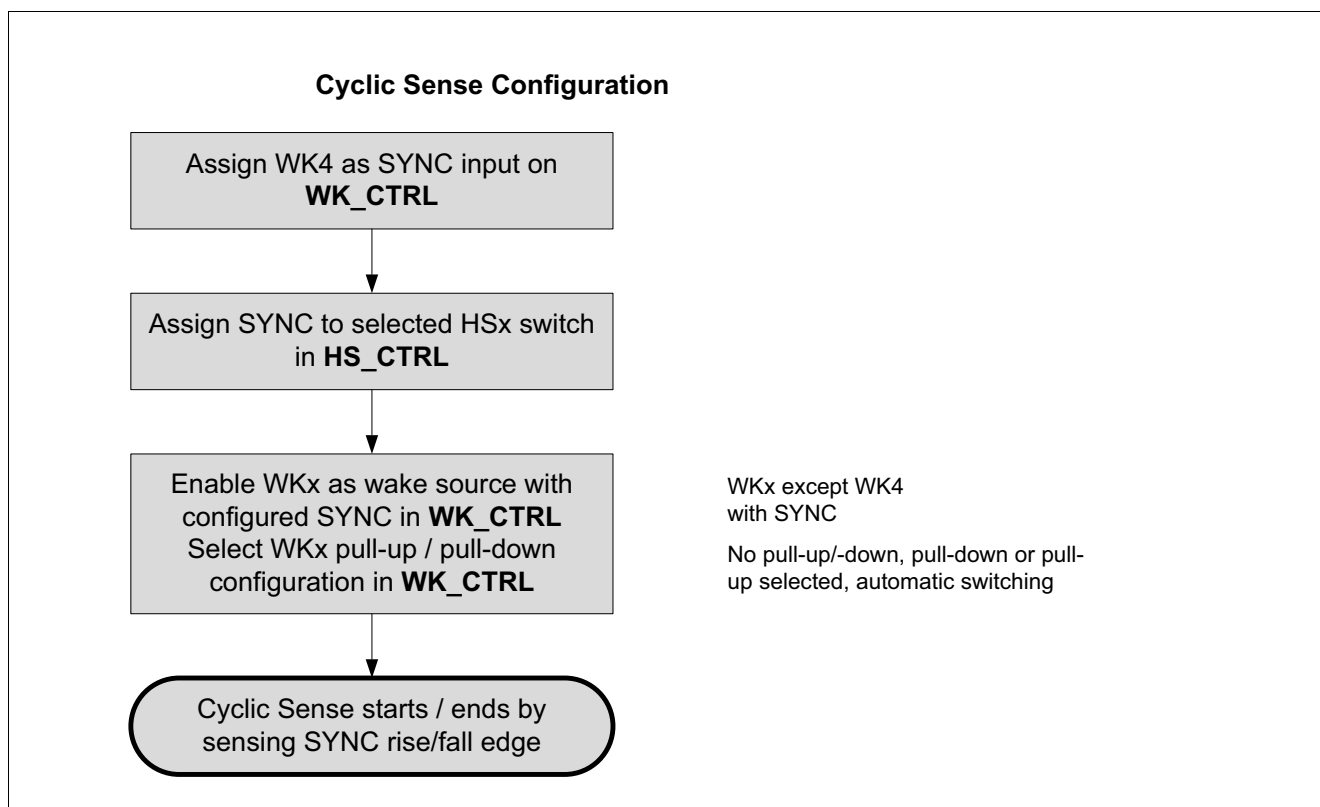 Cyclic Sense Configuration
Assign WK4 as SYNC input on
WK_CTRL
Assign SYNC to selected HSx switch
in HS_CTRL
Enable WKx as wake source with
configured SYNC in WK_CTRL
Select WKx pull-up / pull-down
configuration in WK_CTRL
WKx except WK4
with SYNC
No pull-up/-down, pull-down or pull-
up selected, automatic switching
Cyclic Sense starts / ends by
sensing SYNC rise/fall edge